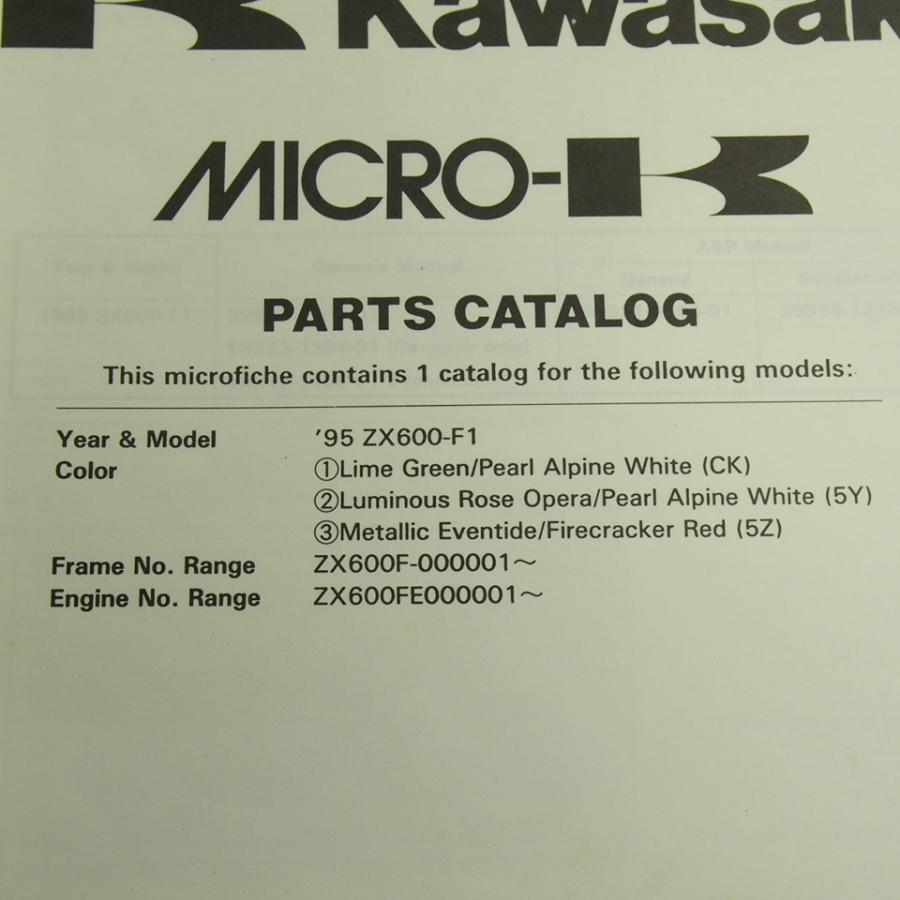 Kawasak
MICRO-K
PARTS CATALOG
This microfiche contains 1 catalog for the following models:
Year & Model ’95 ZX600-F1
Color ①Lime Green/Pearl Alpine White (CK)
②Luminous Rose Opera/Pearl Alpine White (5Y)
③Metallic Eventide/Firecracker Red (5Z)
Frame No. Range ZX600F-000001～
Engine No. Range ZX600FE000001～